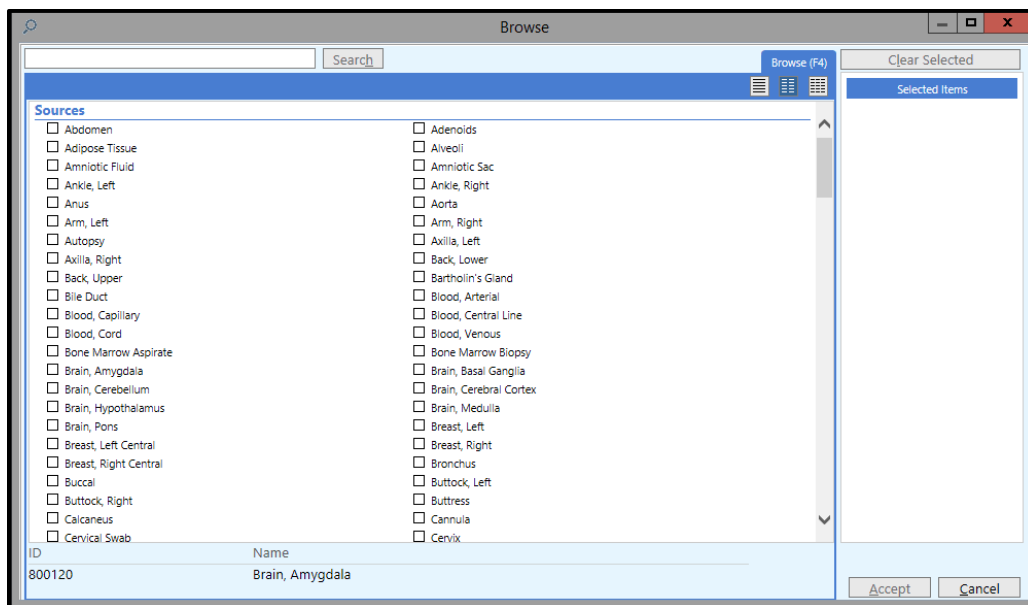 Browse
Search
Browse (F4)
Clear Selected
Selected Items
Sources
Abdomen Adenoids
Adipose Tissue Alveoli
Amniotic Fluid Amniotic Sac
Ankle, Left Ankle, Right
Anus Aorta
Arm, Left Arm, Right
Autopsy Axilla, Left
Axilla, Right Back, Lower
Back, Upper Bartholin's Gland
Bile Duct Blood, Arterial
Blood, Capillary Blood, Central Line
Blood, Cord Blood, Venous
Bone Marrow Aspirate Bone Marrow Biopsy
Brain, Amygdala Brain, Basal Ganglia
Brain, Cerebellum Brain, Cerebral Cortex
Brain, Hypothalamus Brain, Medulla
Brain, Pons Breast, Left
Breast, Left Central Breast, Right
Breast, Right Central Bronchus
Buccal Buttock, Left
Buttock, Right Buttress
Calcaneus Cannula
Cervical Swab Cervix
ID Name
800120 Brain, Amygdala
Accept Cancel